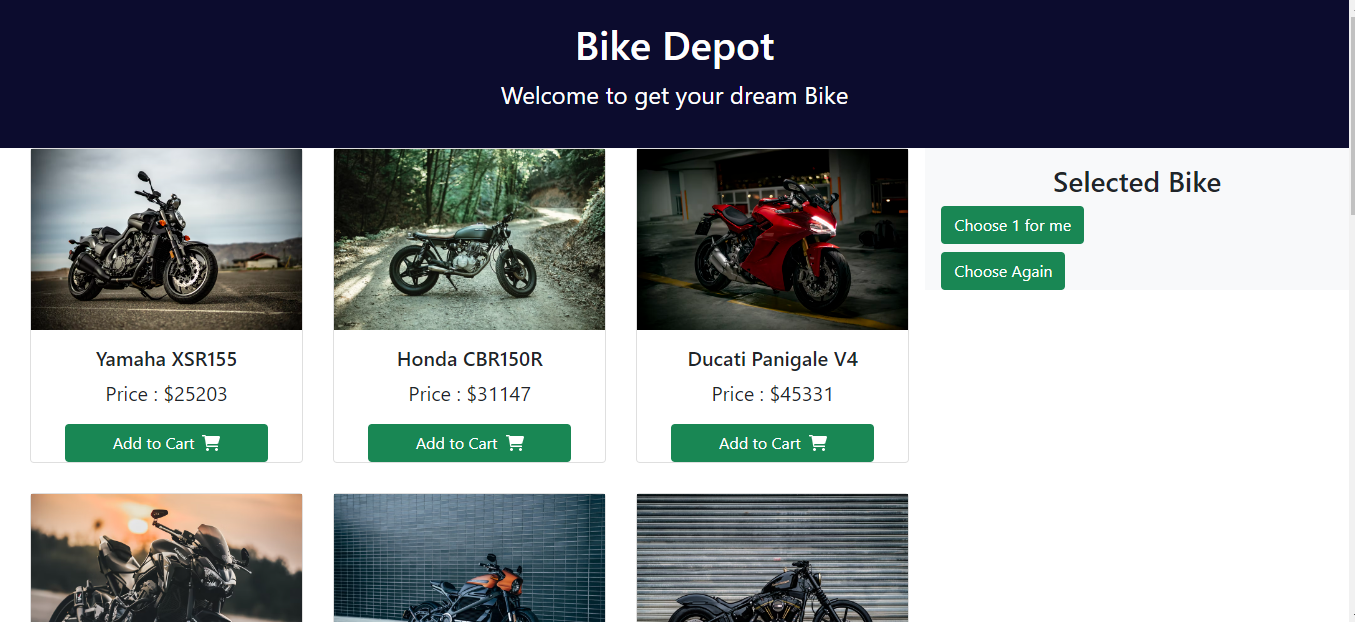 Bike Depot
Welcome to get your dream Bike
Selected Bike
Choose 1 for me
Choose Again
Yamaha XSR155
Price : $25203
Add to Cart
Honda CBR150R
Price : $31147
Add to Cart
Ducati Panigale V4
Price : $45331
Add to Cart